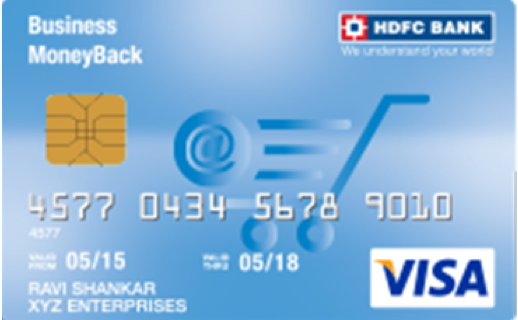 Business
MoneyBack
HDFC BANK
We understand your world
@
4577 0434 5678 9010
4577
VALID FROM 05/15 VALID THRU 05/18
RAVI SHANKAR
XYZ ENTERPRISES
VISA